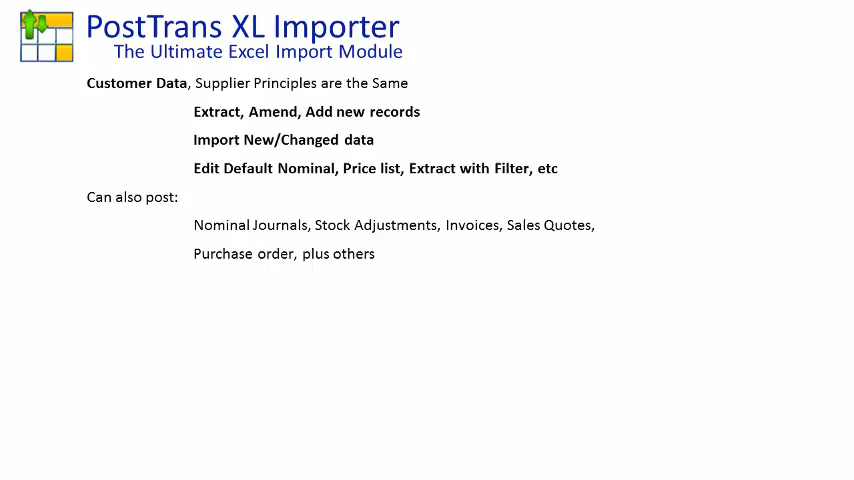 PostTrans XL Importer
The Ultimate Excel Import Module
Customer Data, Supplier Principles are the Same
Extract, Amend, Add new records
Import New/Changed data
Edit Default Nominal, Price list, Extract with Filter, etc
Can also post:
Nominal Journals, Stock Adjustments, Invoices, Sales Quotes,
Purchase order, plus others